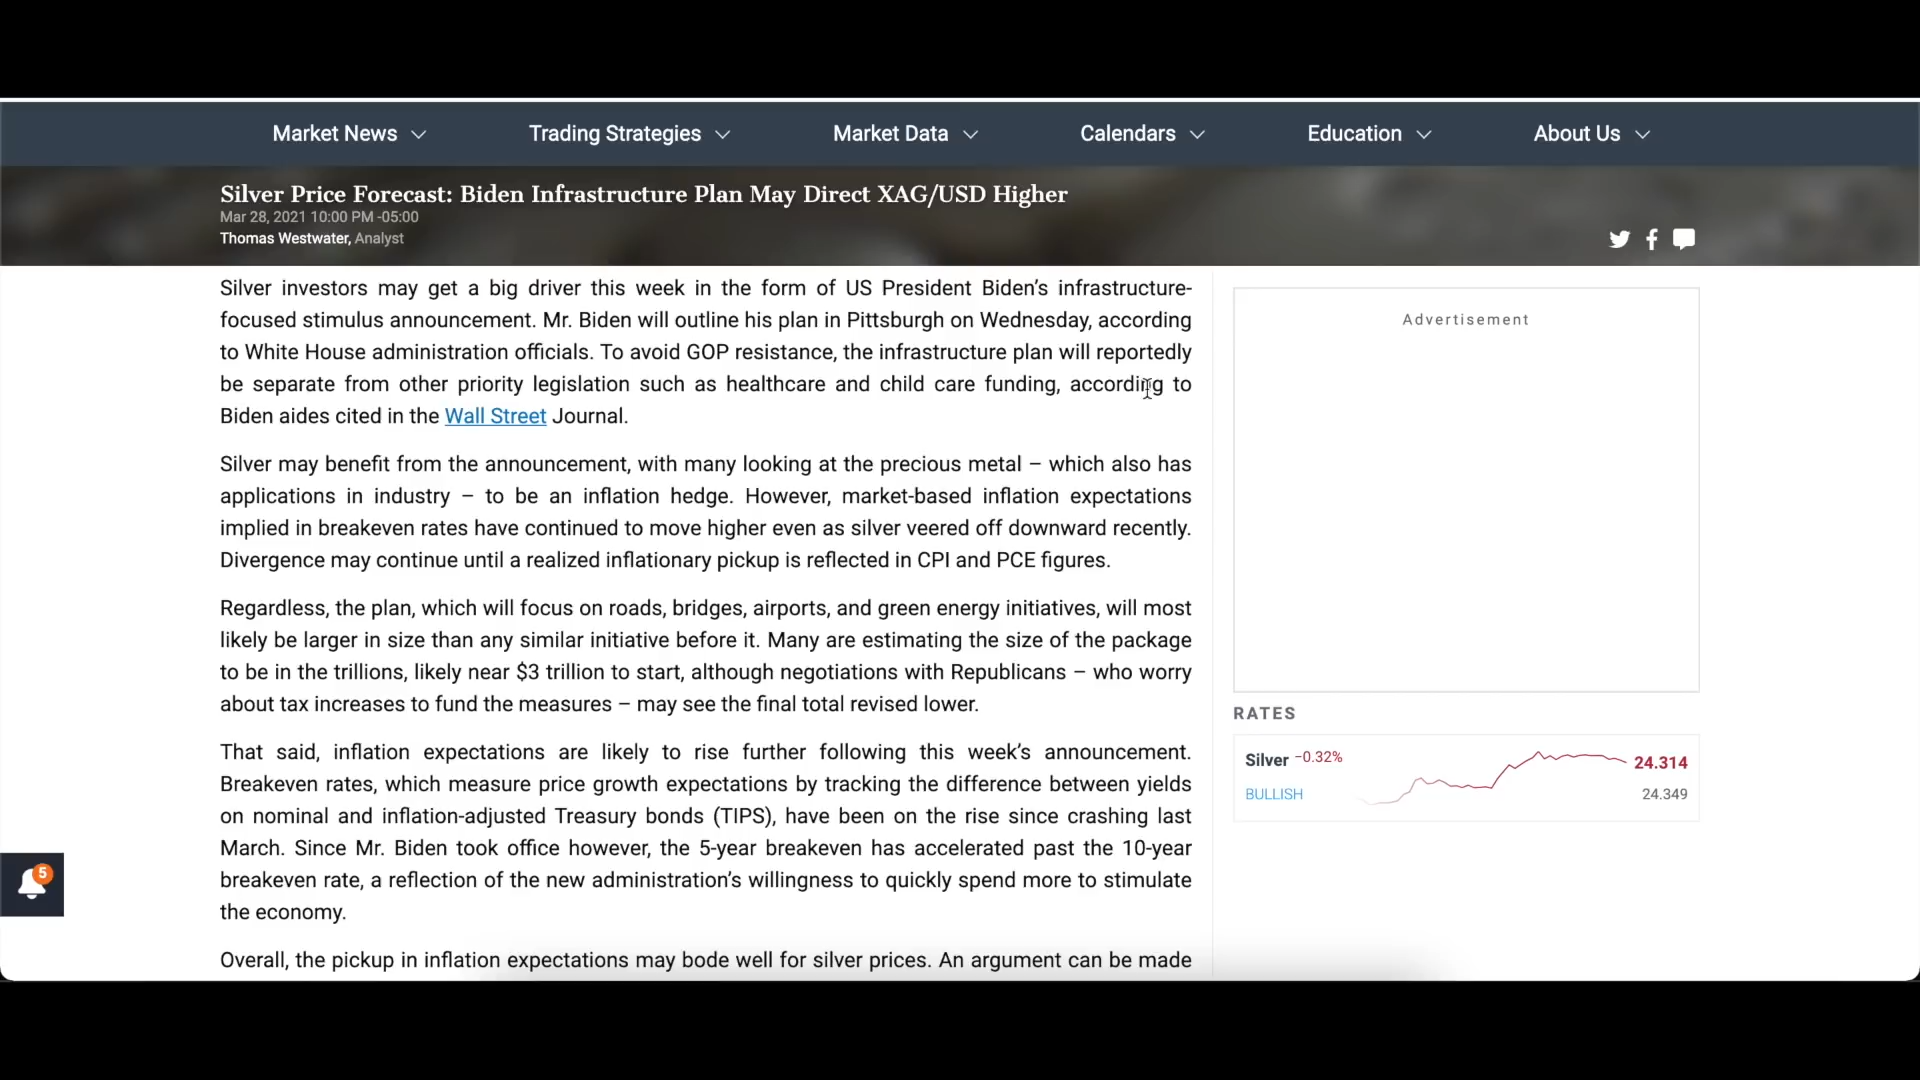 Market News Trading Strategies Market Data Calendars Education About Us
Silver Price Forecast: Biden Infrastructure Plan May Direct XAG/USD Higher
Mar 28, 2021 10:00 PM -05:00
Thomas Westwater, Analyst
Silver investors may get a big driver this week in the form of US President Biden’s infrastructure-
focused stimulus announcement. Mr. Biden will outline his plan in Pittsburgh on Wednesday, according
to White House administration officials. To avoid GOP resistance, the infrastructure plan will reportedly
be separate from other priority legislation such as healthcare and child care funding, according to
Biden aides cited in the Wall Street Journal.
Silver may benefit from the announcement, with many looking at the precious metal – which also has
applications in industry – to be an inflation hedge. However, market-based inflation expectations
implied in breakeven rates have continued to move higher even as silver veered off downward recently.
Divergence may continue until a realized inflationary pickup is reflected in CPI and PCE figures.
Regardless, the plan, which will focus on roads, bridges, airports, and green energy initiatives, will most
likely be larger in size than any similar initiative before it. Many are estimating the size of the package
to be in the trillions, likely near $3 trillion to start, although negotiations with Republicans – who worry
about tax increases to fund the measures – may see the final total revised lower.
That said, inflation expectations are likely to rise further following this week’s announcement.
Breakeven rates, which measure price growth expectations by tracking the difference between yields
on nominal and inflation-adjusted Treasury bonds (TIPS), have been on the rise since crashing last
March. Since Mr. Biden took office however, the 5-year breakeven has accelerated past the 10-year
breakeven rate, a reflection of the new administration’s willingness to quickly spend more to stimulate
the economy.
Overall, the pickup in inflation expectations may bode well for silver prices. An argument can be made
Advertisement
RATES
Silver -0.32% 24.314
BULLISH 24.349
5